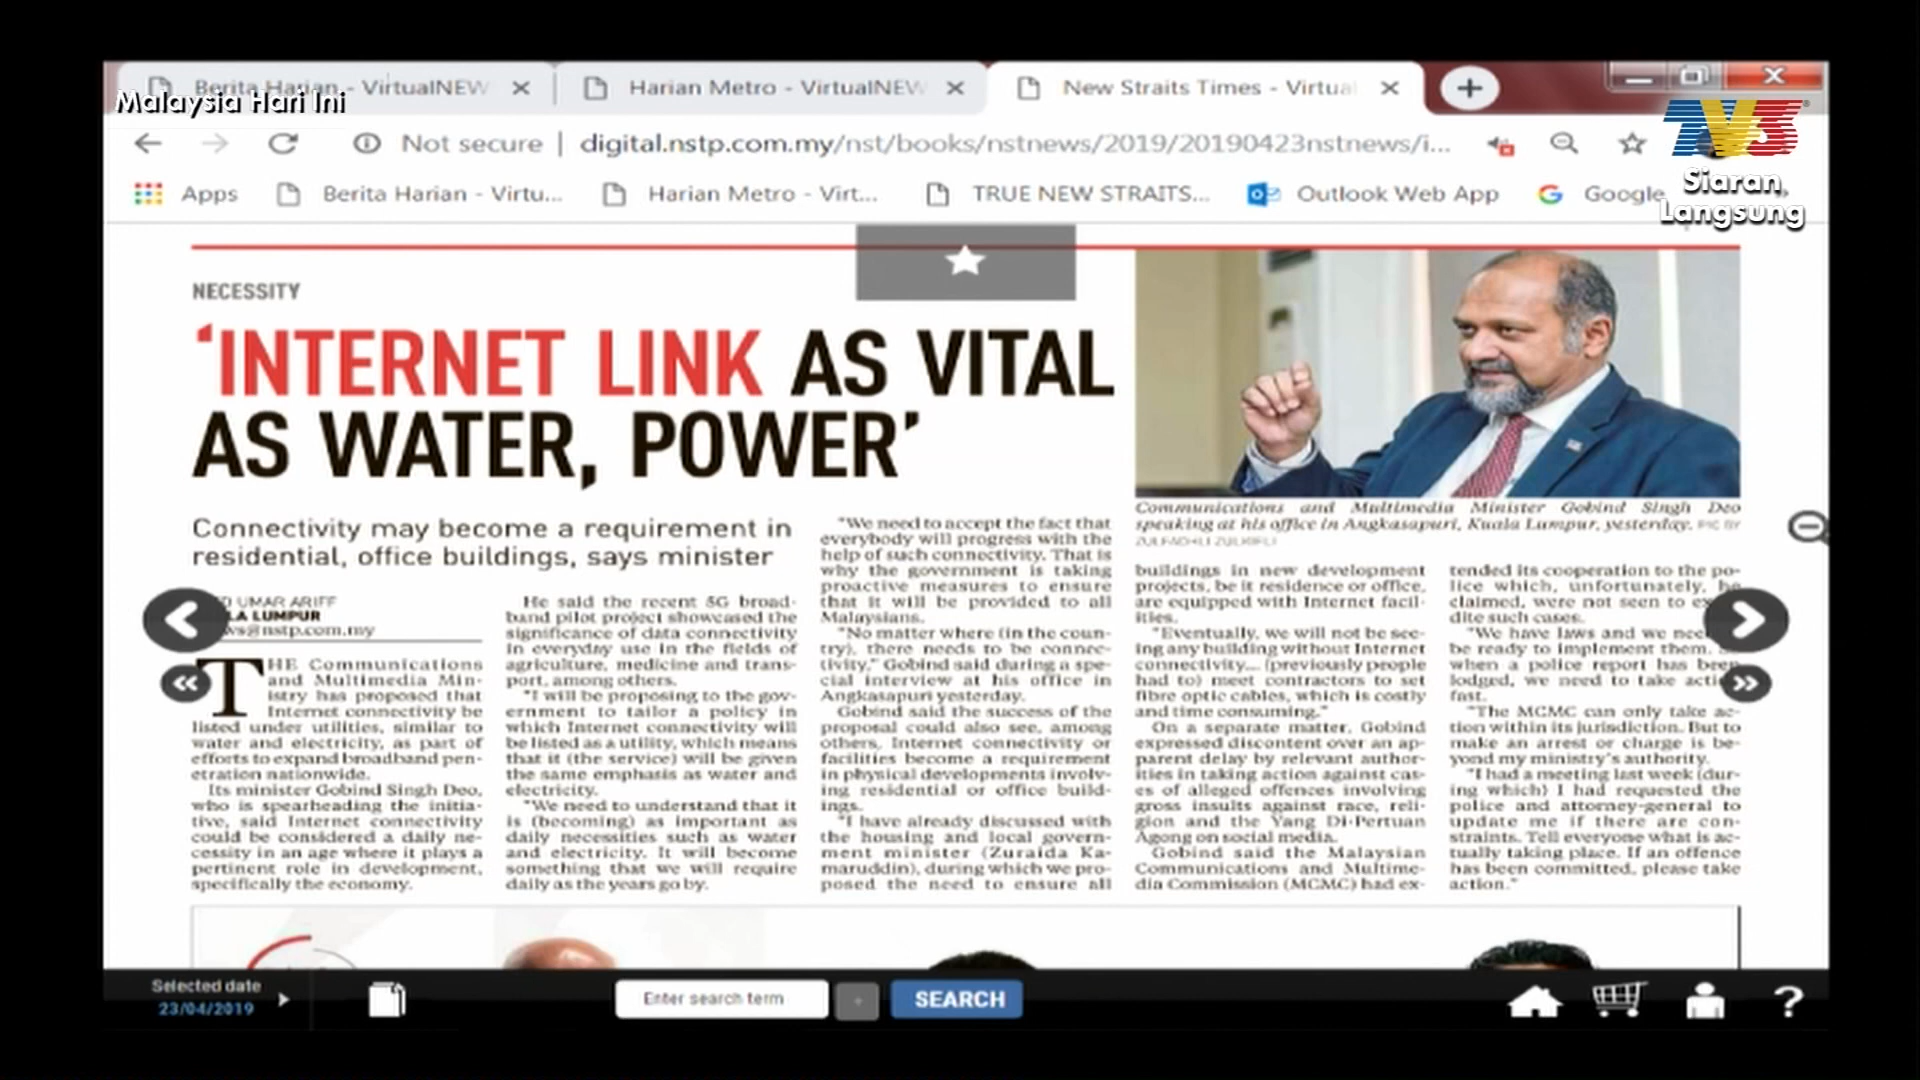 Berita Harian - VirtualNEW
Harian Metro - VirtualNEW
New Straits Times - Virtual
Malaysia Hari Ini
TV3
Siaran
Langsung
Not secure | digital.nstp.com.my/nst/books/nstnews/2019/20190423nstnews/i...
Apps
Berita Harian - Virtu...
Harian Metro - Virt...
TRUE NEW STRAITS...
Outlook Web App
Google
NECESSITY
'INTERNET LINK AS VITAL
AS WATER, POWER'
Connectivity may become a requirement in
residential, office buildings, says minister
UMAR ARIFF
LA LUMPUR
ws@nstp.com.my
THE Communications
and Multimedia Min-
istry has proposed that
Internet connectivity be
listed under utilities, similar to
water and electricity, as part of
efforts to expand broadband pen-
etration nationwide.
Its minister Gobind Singh Deo,
who is spearheading the initia-
tive, said Internet connectivity
could be considered a daily ne-
cessity in an age where it plays a
pertinent role in development,
specifically the economy.
He said the recent 5G broad-
band pilot project showcased the
significance of data connectivity
in everyday use in the fields of
agriculture, medicine and trans-
port, among others.
"I will be proposing to the gov-
ernment to tailor a policy in
which Internet connectivity will
be listed as a utility, which means
that it (the service) will be given
the same emphasis as water and
electricity.
"We need to understand that it
is (becoming) as important as
daily necessities such as water
and electricity. It will become
something that we will require
daily as the years go by.
"We need to accept the fact that
everybody will progress with the
help of such connectivity. That is
why the government is taking
proactive measures to ensure
that it will be provided to all
Malaysians.
"No matter where (in the coun-
try), there needs to be connec-
tivity," Gobind said during a spe-
cial interview at his office in
Angkasapuri yesterday.
Gobind said the success of the
proposal could also see, among
others, Internet connectivity or
facilities become a requirement
in physical developments involv-
ing residential or office build-
ings.
"I have already discussed with
the housing and local govern-
ment minister (Zuraida Ka-
maruddin), during which we pro-
posed the need to ensure all
Communications and Multimedia Minister Gobind Singh Deo
speaking at his office in Angkasapuri, Kuala Lumpur, yesterday. PIC BY
ZULFADHLI ZULKIFLI
buildings in new development
projects, be it residence or office,
are equipped with Internet facil-
ities.
"Eventually, we will not be see-
ing any building without Internet
connectivity... (previously people
had to) meet contractors to set
fibre optic cables, which is costly
and time consuming."
On a separate matter, Gobind
expressed discontent over an ap-
parent delay by relevant author-
ities in taking action against cas-
es of alleged offences involving
gross insults against race, reli-
gion and the Yang Di-Pertuan
Agong on social media.
Gobind said the Malaysian
Communications and Multime-
dia Commission (MCMC) had ex-
tended its cooperation to the po-
lice which, unfortunately, he
claimed, were not seen to ex
dite such cases.
"We have laws and we need
be ready to implement them.
when a police report has been
lodged, we need to take actio
fast.
"The MCMC can only take ac-
tion within its jurisdiction. But to
make an arrest or charge is be-
yond my ministry's authority.
"I had a meeting last week (dur-
ing which) I had requested the
police and attorney-general to
update me if there are con-
straints. Tell everyone what is ac-
tually taking place. If an offence
has been committed, please take
action."
Selected date
23/04/2019
Enter search term
+
SEARCH
?